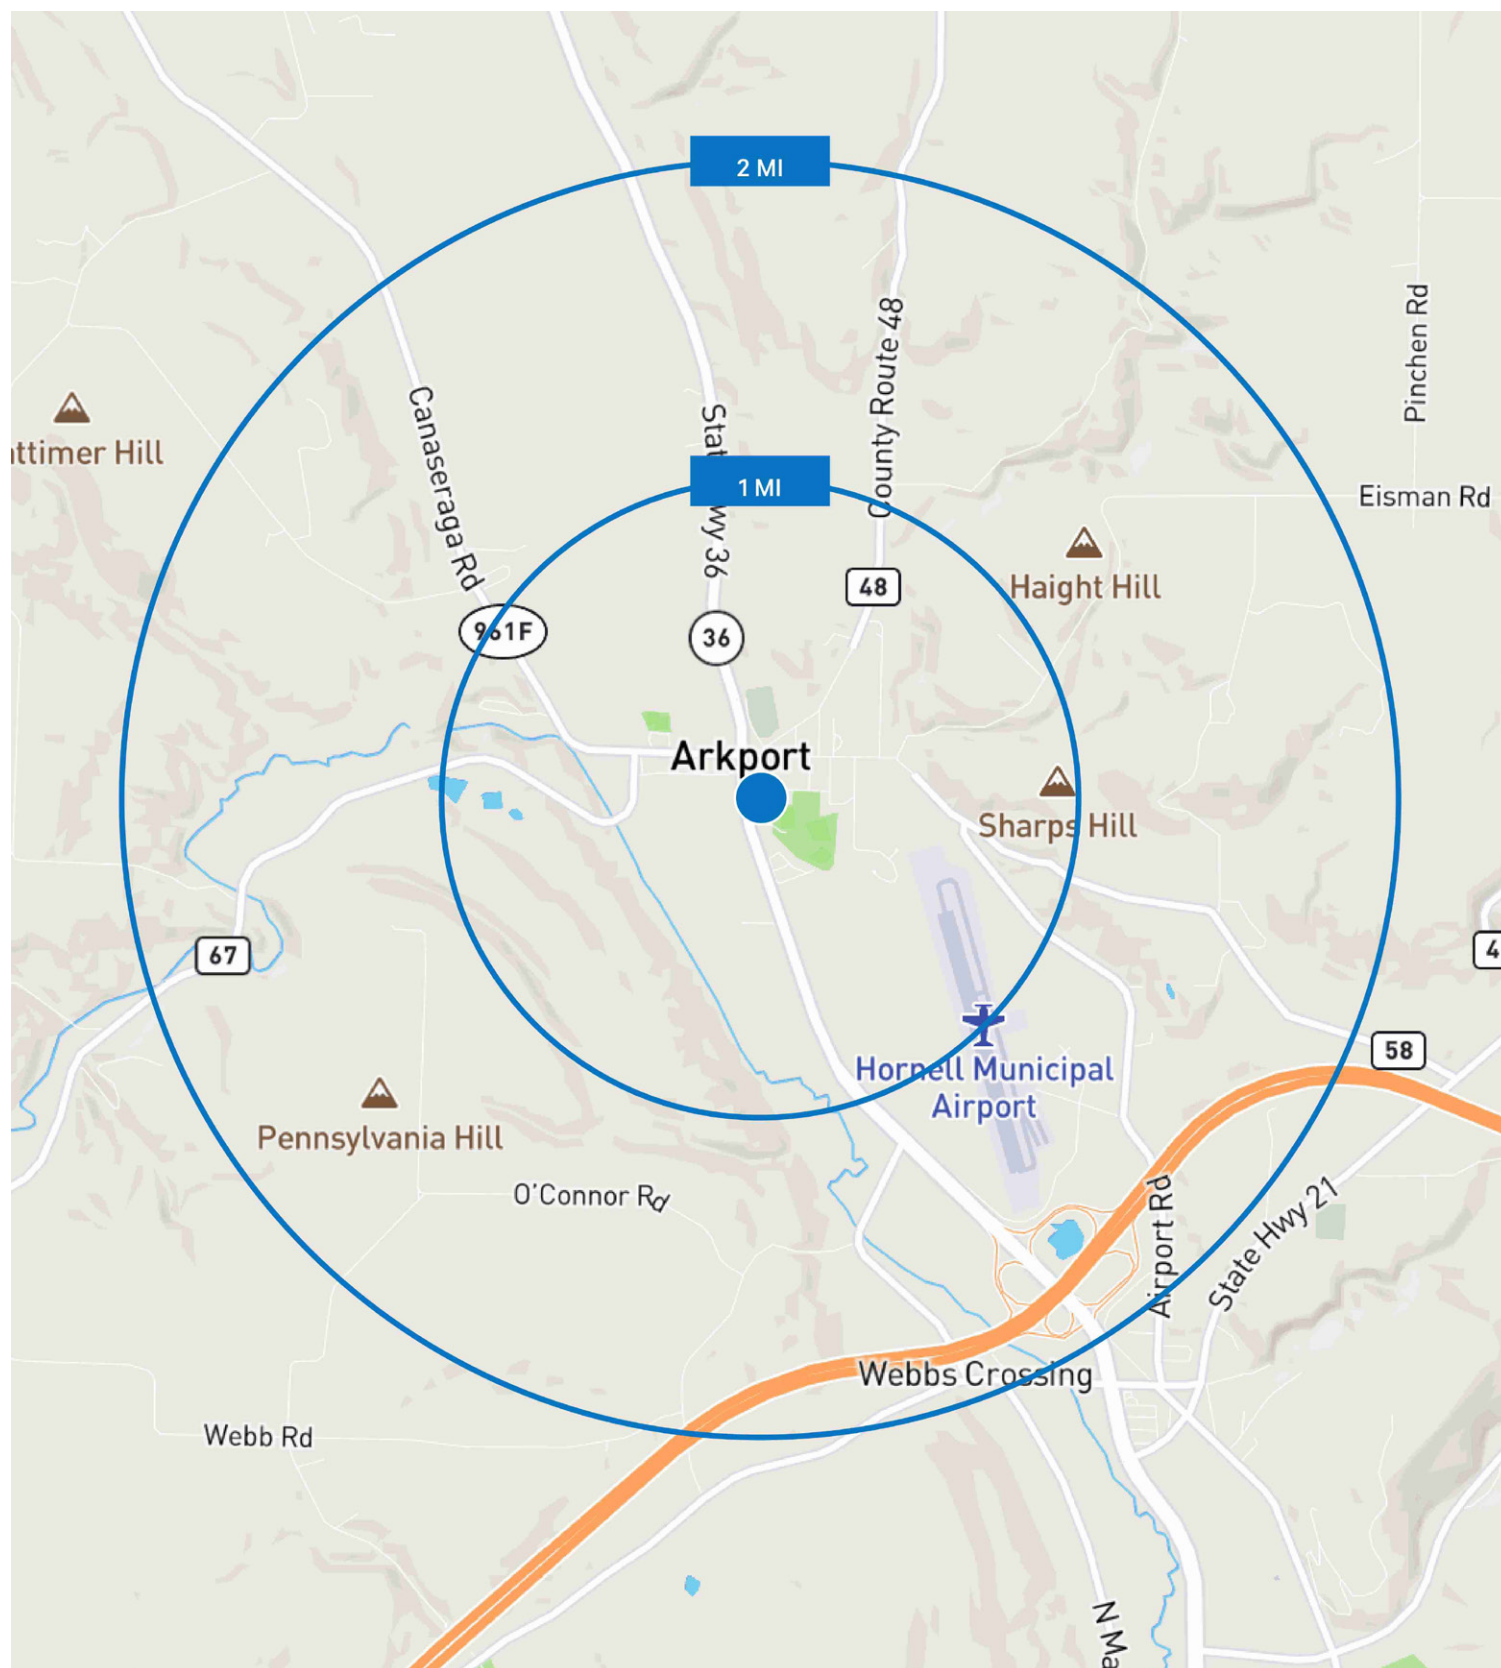 2 MI
Pinchen Rd
County Route 48
Canaseraga Rd
ttimer Hill
1 MI
Eisman Rd
wy 36
48
Haight Hill
961F
36
Arkport
Sharps Hill
67
Hornell Municipal
Airport
58
Pennsylvania Hill
O'Connor Rd
Airport Rd
State Hwy 21
Webbs Crossing
Webb Rd